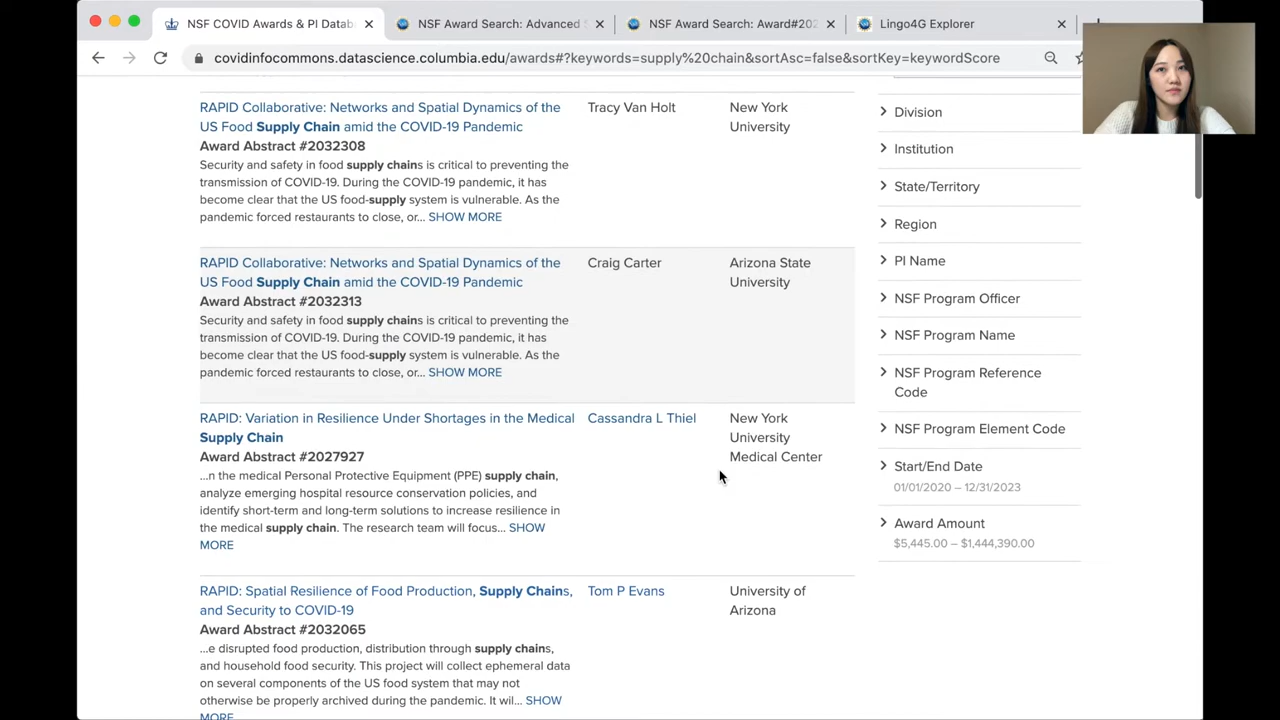 NSF COVID Awards & PI Datab
NSF Award Search: Advanced S
NSF Award Search: Award#202
Lingo4G Explorer
covidinfocommons.datascience.columbia.edu/awards#?keywords=supply%20chain&sortAsc=false&sortKey=keywordScore
RAPID Collaborative: Networks and Spatial Dynamics of the
US Food Supply Chain amid the COVID-19 Pandemic
Award Abstract #2032308
Security and safety in food supply chains is critical to preventing the
transmission of COVID-19. During the COVID-19 pandemic, it has
become clear that the US food-supply system is vulnerable. As the
pandemic forced restaurants to close, or... SHOW MORE
Tracy Van Holt
New York
University
RAPID Collaborative: Networks and Spatial Dynamics of the
US Food Supply Chain amid the COVID-19 Pandemic
Award Abstract #2032313
Security and safety in food supply chains is critical to preventing the
transmission of COVID-19. During the COVID-19 pandemic, it has
become clear that the US food-supply system is vulnerable. As the
pandemic forced restaurants to close, or... SHOW MORE
Craig Carter
Arizona State
University
RAPID: Variation in Resilience Under Shortages in the Medical
Supply Chain
Award Abstract #2027927
...n the medical Personal Protective Equipment (PPE) supply chain,
analyze emerging hospital resource conservation policies, and
identify short-term and long-term solutions to increase resilience in
the medical supply chain. The research team will focus... SHOW
MORE
Cassandra L Thiel
New York
University
Medical Center
RAPID: Spatial Resilience of Food Production, Supply Chains,
and Security to COVID-19
Award Abstract #2032065
...e disrupted food production, distribution through supply chains,
and household food security. This project will collect ephemeral data
on several components of the US food system that may not
otherwise be properly archived during the pandemic. It wil... SHOW
MORE
Tom P Evans
University of
Arizona
Division
Institution
State/Territory
Region
PI Name
NSF Program Officer
NSF Program Name
NSF Program Reference
Code
NSF Program Element Code
Start/End Date
01/01/2020 – 12/31/2023
Award Amount
$5,445.00 – $1,444,390.00